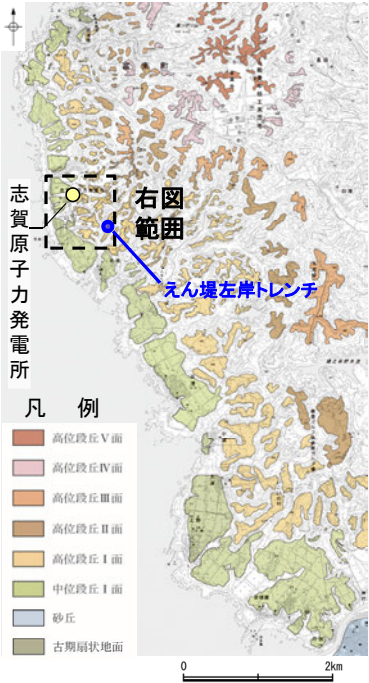 右図
範囲
志賀原子力発電所
えん堤左岸トレンチ
凡 例
高位段丘Ⅴ面
高位段丘Ⅳ面
高位段丘Ⅲ面
高位段丘Ⅱ面
高位段丘Ⅰ面
中位段丘Ⅰ面
砂丘
古期扇状地面
0 2km